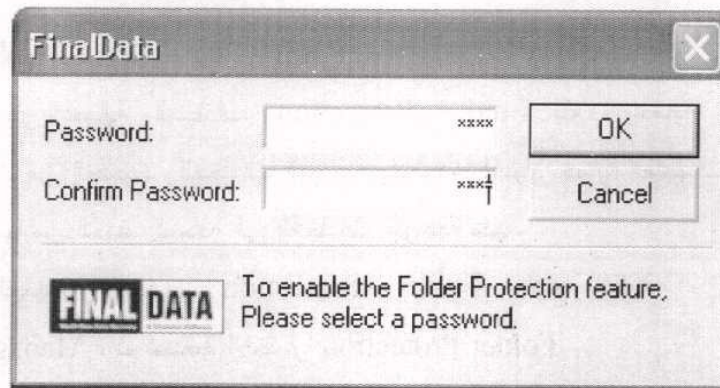 FinalData
Password: ****
OK
Confirm Password: ****
Cancel
FINAL DATA
To enable the Folder Protection feature,
Please select a password.